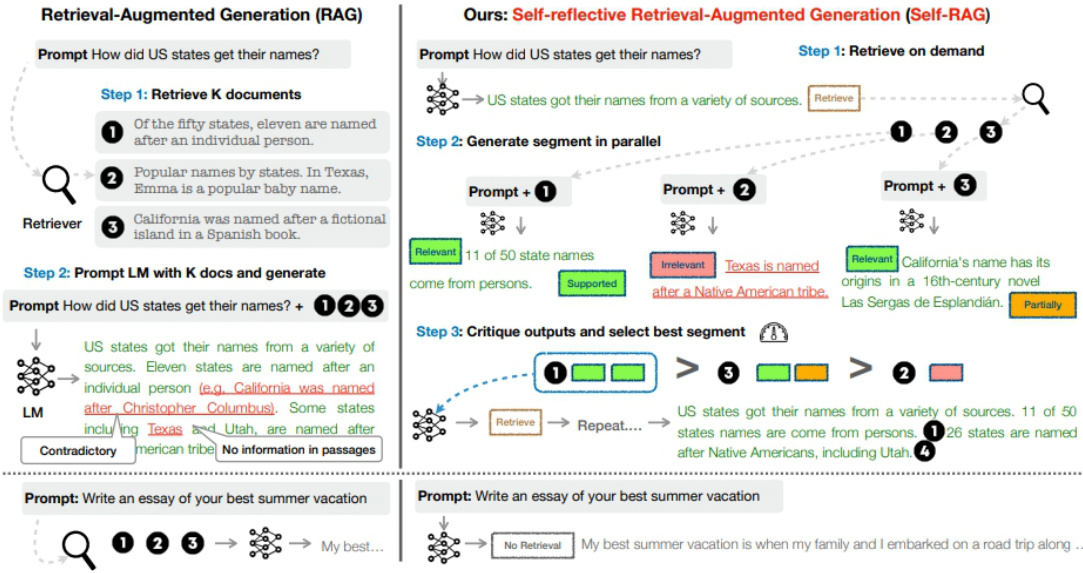 Retrieval-Augmented Generation (RAG)
Prompt How did US states get their names?
Step 1: Retrieve K documents
1 Of the fifty states, eleven are named
after an individual person.
2 Popular names by states. In Texas,
Emma is a popular baby name.
3 California was named after a fictional
island in a Spanish book.
Retriever
Step 2: Prompt LM with K docs and generate
Prompt How did US states get their names? + 1 2 3
LM
US states got their names from a variety of
sources. Eleven states are named after an
individual person (e.g, California was named
after Christopher Columbus). Some states
including Texas and Utah, are named after
merican tribe
Contradictory
No information in passages
Prompt: Write an essay of your best summer vacation
1 2 3
My best...
Ours: Self-reflective Retrieval-Augmented Generation (Self-RAG)
Prompt How did US states get their names?
Step 1: Retrieve on demand
US states got their names from a variety of sources. Retrieve
1 2 3
Step 2: Generate segment in parallel
Prompt + 1
Relevant 11 of 50 state names
come from persons. Supported
Prompt + 2
Irrelevant Texas is named
after a Native American tribe.
Prompt + 3
Relevant California's name has its
origins in a 16th-century novel
Las Sergas de Esplandián. Partially
Step 3: Critique outputs and select best segment
1 > 3 > 2
Retrieve
Repeat....
US states got their names from a variety of sources. 11 of 50
states names are come from persons. 1 26 states are named
after Native Americans, including Utah. 4
Prompt: Write an essay of your best summer vacation
No Retrieval
My best summer vacation is when my family and I embarked on a road trip along ..